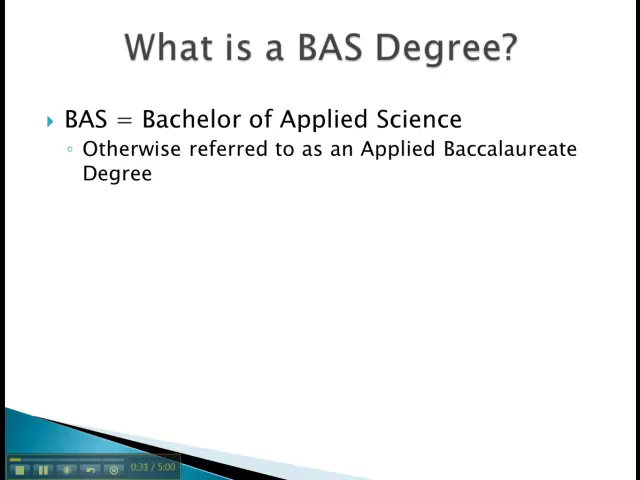 What is a BAS Degree?
BAS = Bachelor of Applied Science
Otherwise referred to as an Applied Baccalaureate
Degree
0:31 / 5:00